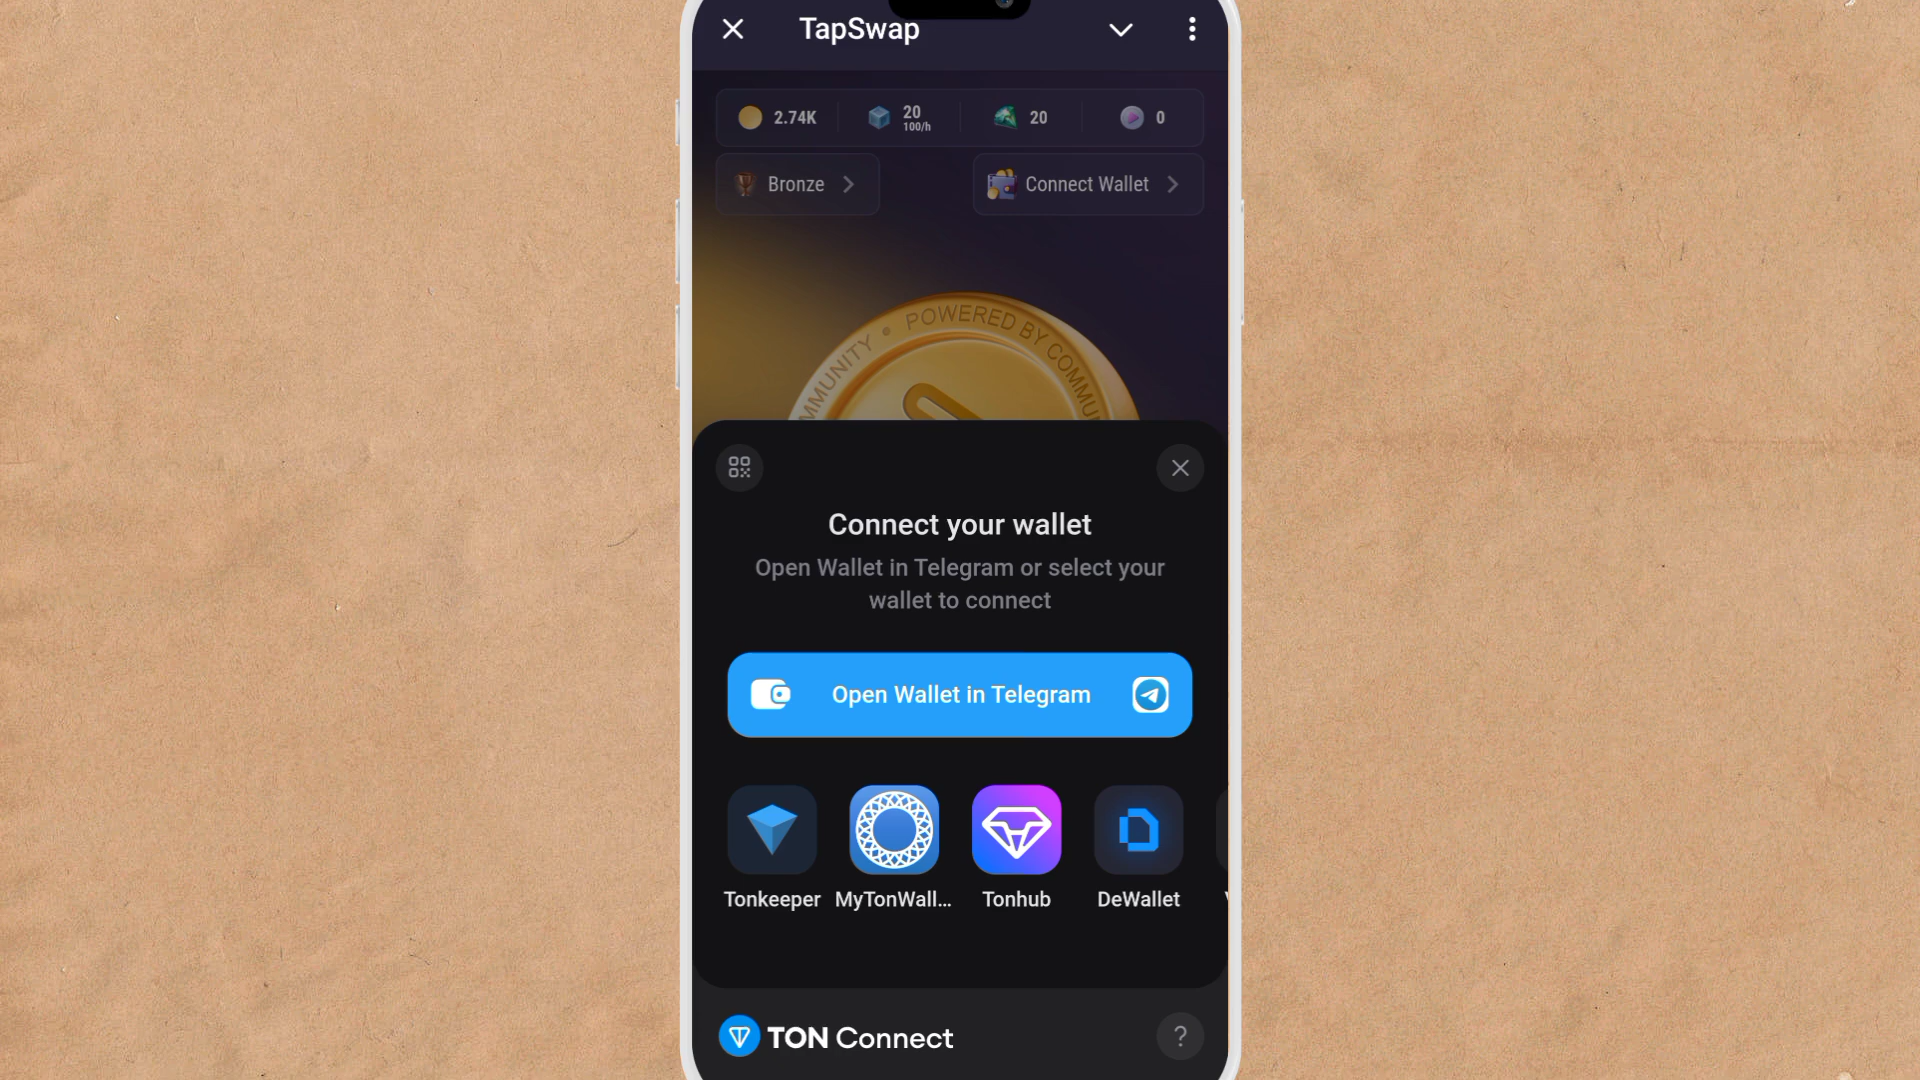 TapSwap
2.74K
20
100/h
20
0
Bronze
Connect Wallet
MMUNITY • POWERED BY COMMUN
Connect your wallet
Open Wallet in Telegram or select your
wallet to connect
Open Wallet in Telegram
Tonkeeper
MyTonWall...
Tonhub
DeWallet
TON Connect
?